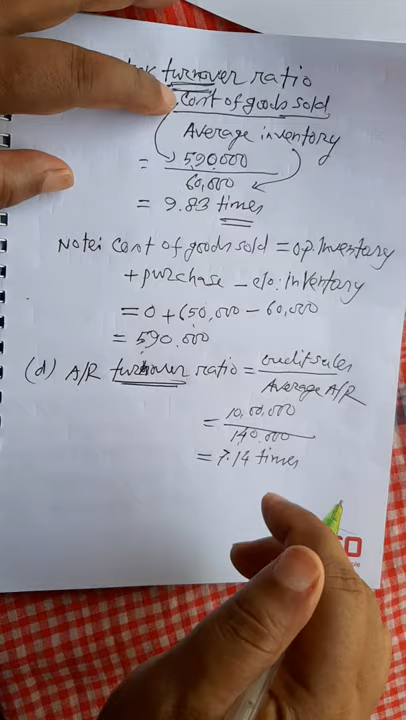 turnover ratio
Cost of goods sold
Average inventory
= 590,000
60,000
= 9.83 times
Note: Cost of goods sold = op. Inventory
+ purchase - clo: Inventory
= 0 + 650,000 - 60,000
= 590,000
(d) A/R turnover ratio = credit sales
Average A/R
= 10,00,000
140,000
= 7.14 times